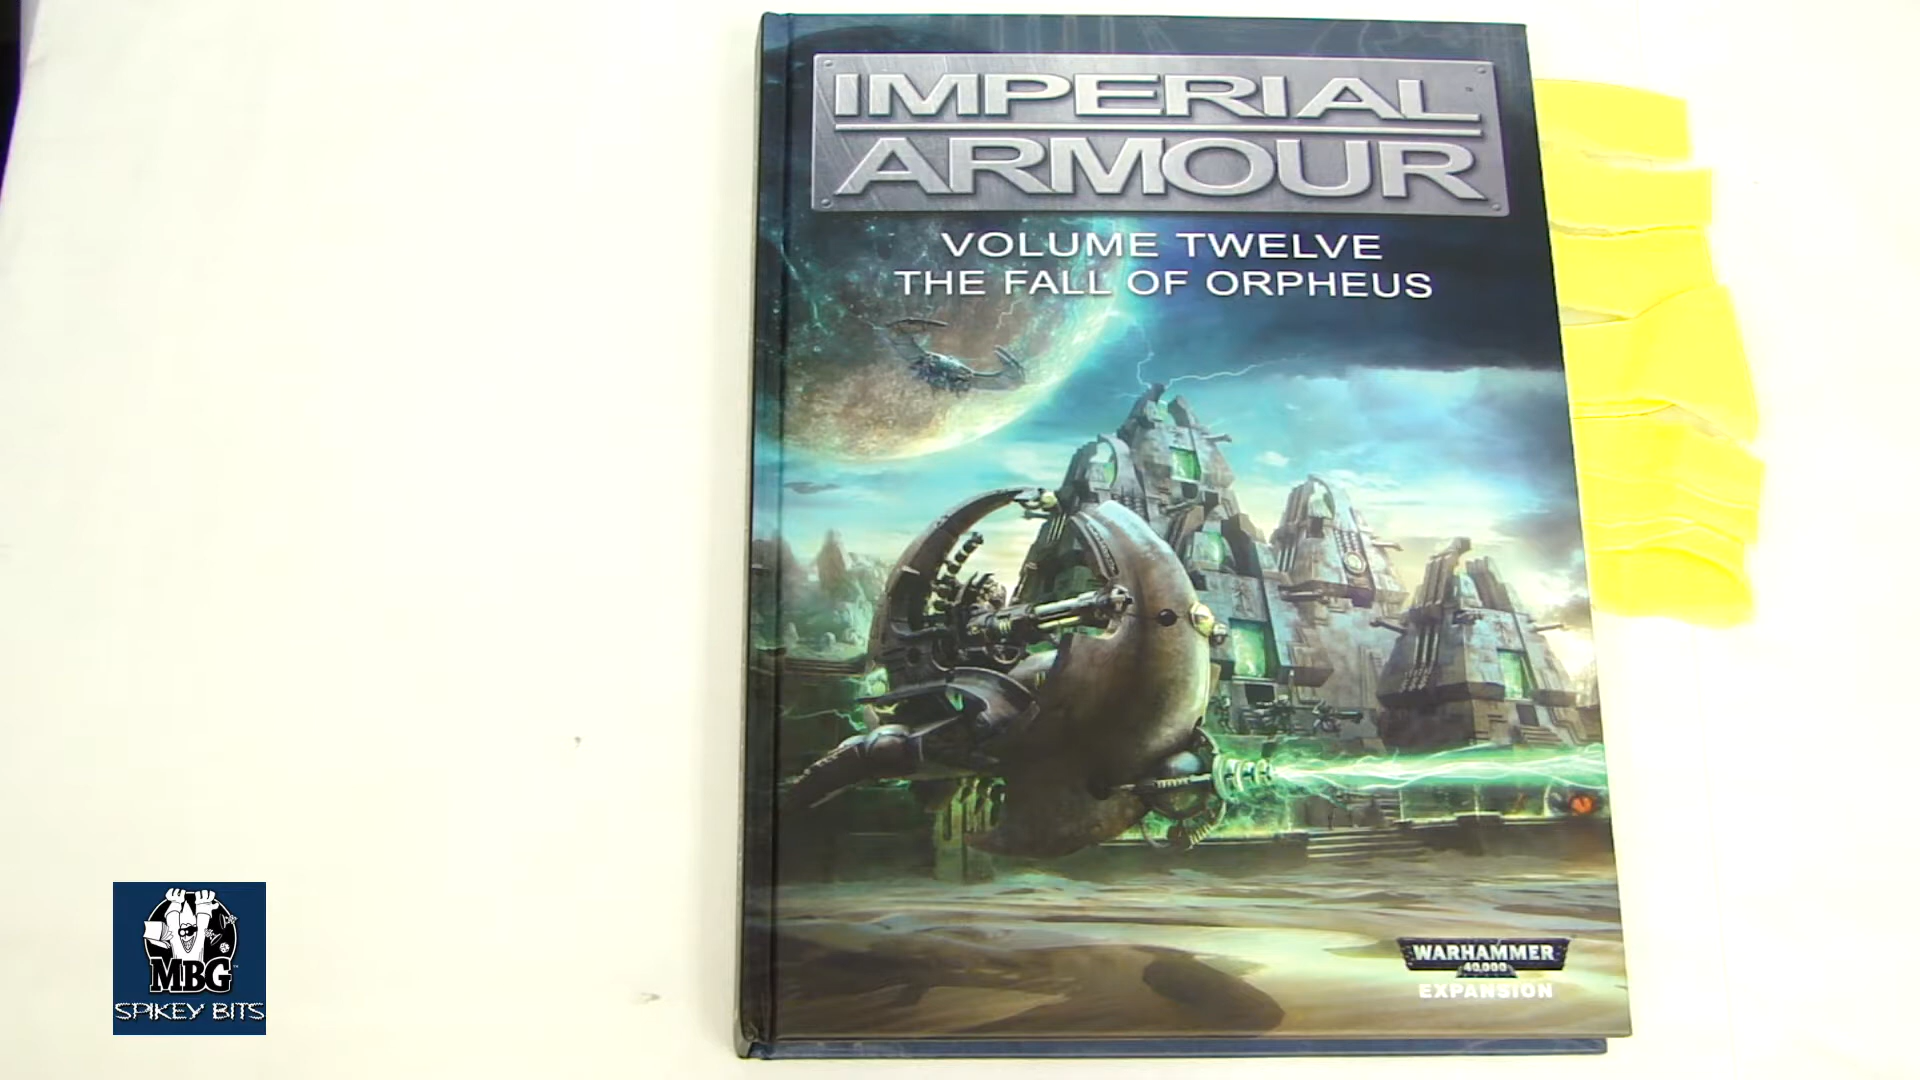 IMPERIAL
ARMOUR
VOLUME TWELVE
THE FALL OF ORPHEUS
WARHAMMER
40,000
EXPANSION
MBG
SPIKEY BITS